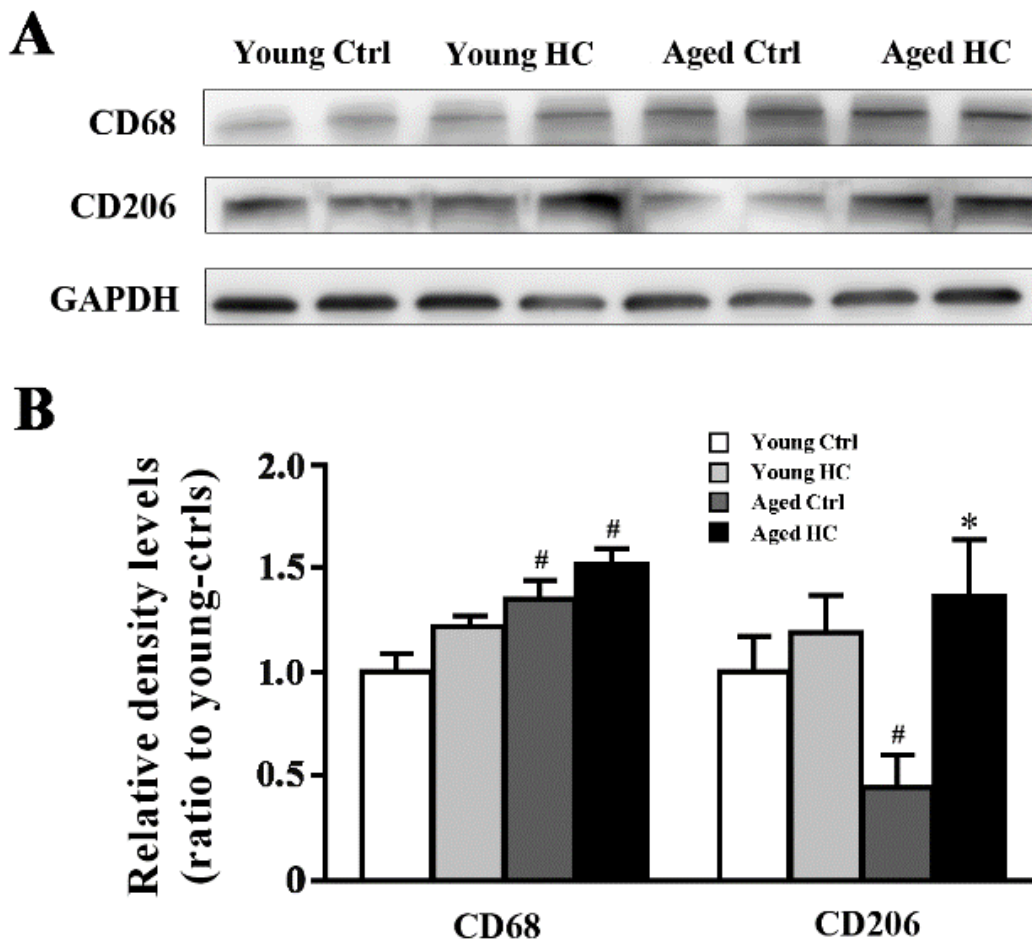 A
Young Ctrl Young HC Aged Ctrl Aged HC
CD68
CD206
GAPDH
B
Relative density levels
(ratio to young-ctrls)
2.0
1.5
1.0
0.5
0
Young Ctrl
Young HC
Aged Ctrl
Aged HC
# # # *
CD68 CD206